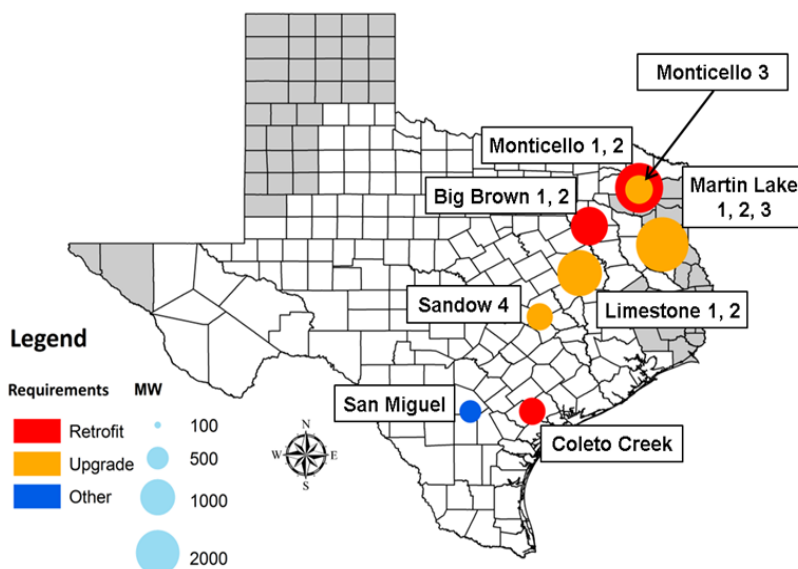 Monticello 3
Monticello 1, 2
Big Brown 1, 2
Martin Lake
1, 2, 3
Sandow 4
Limestone 1, 2
San Miguel
Coleto Creek
Legend
Requirements
MW
Retrofit
Upgrade
Other
100
500
1000
2000
N
W
E
S